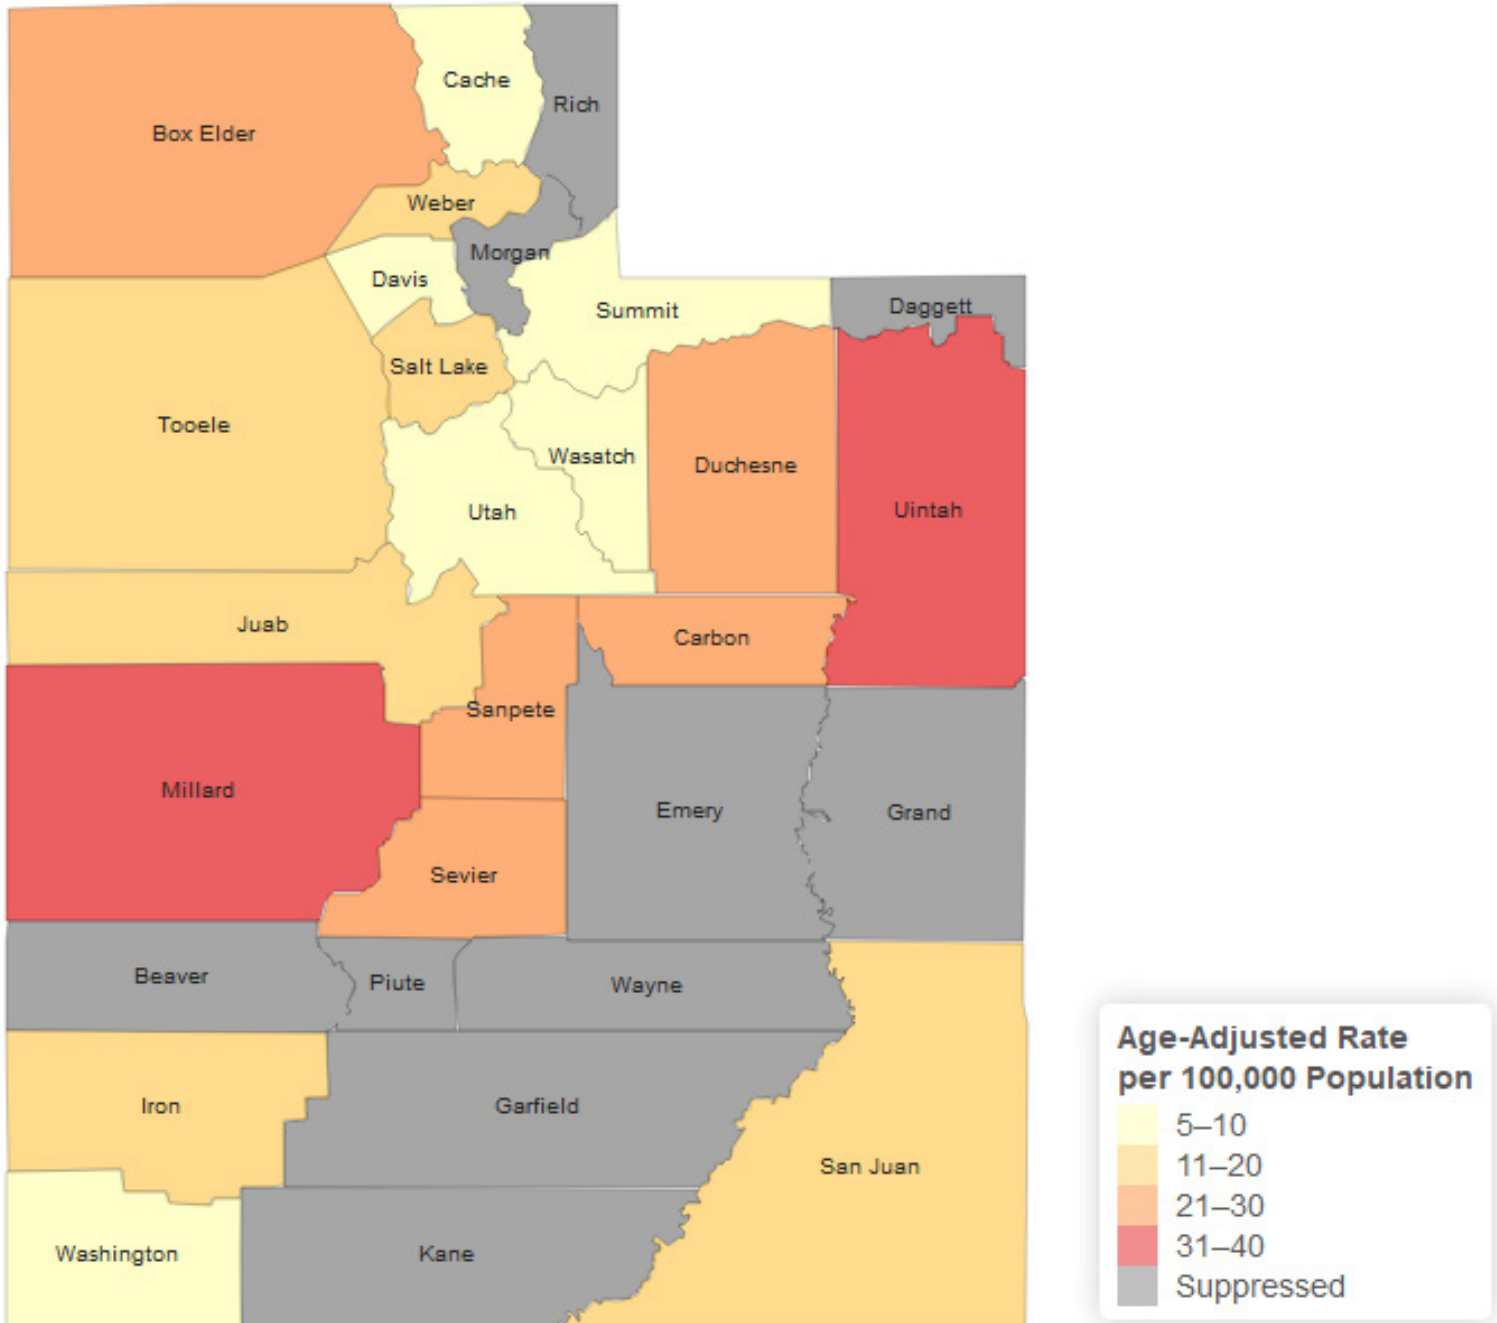 Cache
Rich
Box Elder
Weber
Morgan
Davis
Summit
Daggett
Salt Lake
Tooele
Wasatch
Duchesne
Utah
Uintah
Juab
Carbon
Sanpete
Millard
Emery
Grand
Sevier
Beaver
Piute
Wayne
Iron
Garfield
San Juan
Washington
Kane
Age-Adjusted Rate
per 100,000 Population
5–10
11–20
21–30
31–40
Suppressed